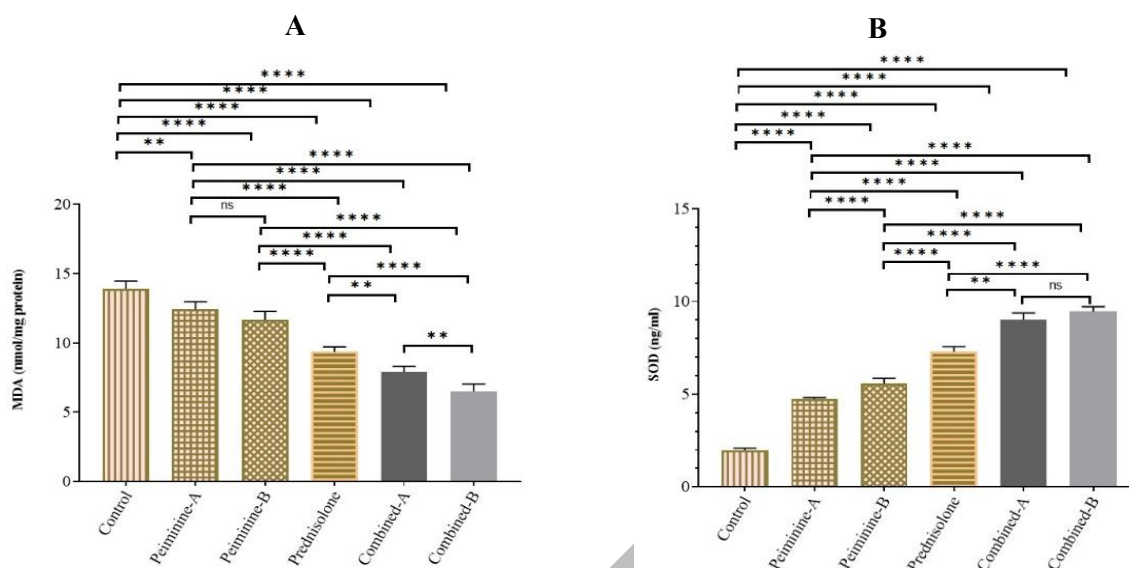 A
B
****
****
****
****
**
****
****
****
ns
****
****
****
****
**
**
20
15
10
5
0
MDA (nmol/mg protein)
Control
Peiminine-A
Peiminine-B
Prednisolone
Combined-A
Combined-B
****
****
****
****
****
****
****
****
****
****
****
****
****
**
ns
15
10
5
0
SOD (ng/ml)
Control
Peiminine-A
Peiminine-B
Prednisolone
Combined-A
Combined-B